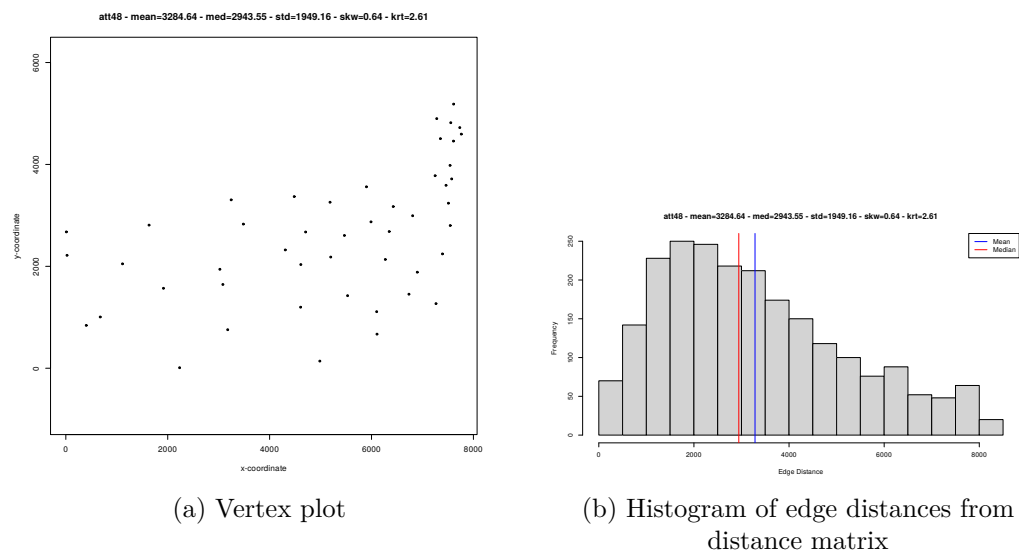 att48 - mean=3284.64 - med=2943.55 - std=1949.16 - skw=0.64 - krt=2.61
6000
4000
2000
0
y-coordinate
0 2000 4000 6000 8000
x-coordinate
(a) Vertex plot
att48 - mean=3284.64 - med=2943.55 - std=1949.16 - skw=0.64 - krt=2.61
Mean
Median
250
200
150
100
50
0
Frequency
0 2000 4000 6000 8000
Edge Distance
(b) Histogram of edge distances from
distance matrix